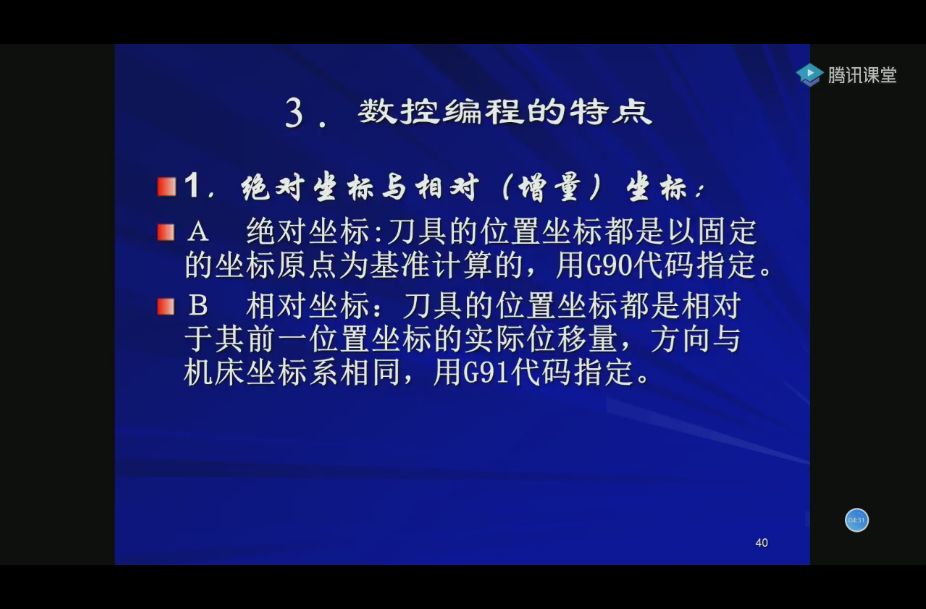 腾讯课堂
3．数控编程的特点
1．绝对坐标与相对（增量）坐标：
A 绝对坐标:刀具的位置坐标都是以固定
的坐标原点为基准计算的，用G90代码指定。
B 相对坐标：刀具的位置坐标都是相对
于其前一位置坐标的实际位移量，方向与
机床坐标系相同，用G91代码指定。
40